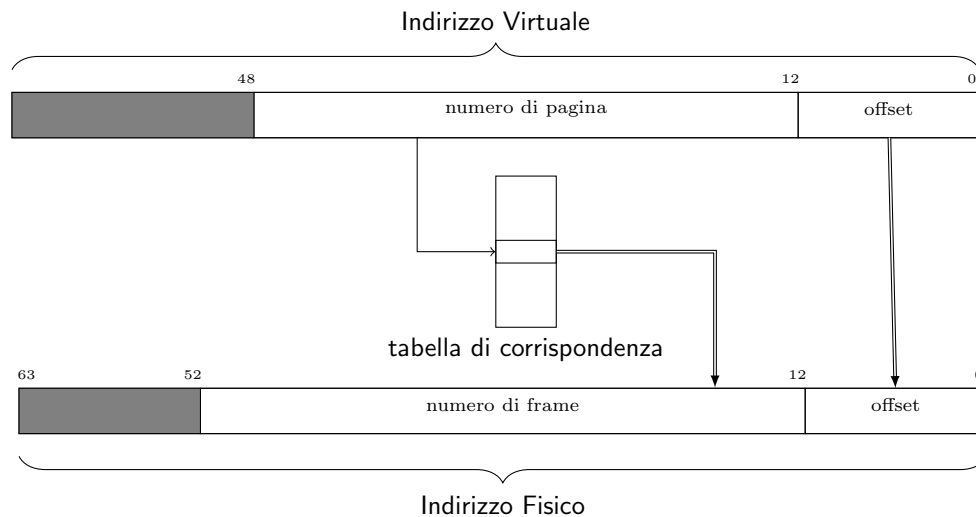 Indirizzo Virtuale
48 12 0
numero di pagina offset
tabella di corrispondenza
63 52 12
numero di frame offset
Indirizzo Fisico